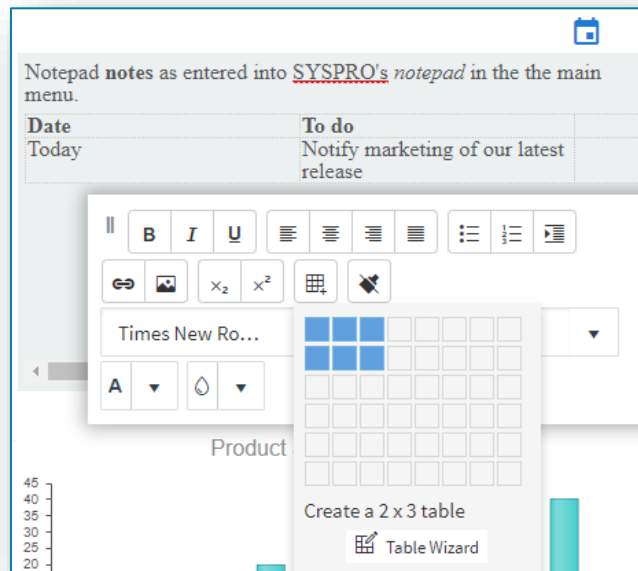 Notepad notes as entered into SYSPRO's notepad in the the main
menu.
Date To do
Today Notify marketing of our latest
release
B I U
x₂ x²
Times New Ro...
A
Product
Create a 2 x 3 table
Table Wizard
45
40
35
30
25
20